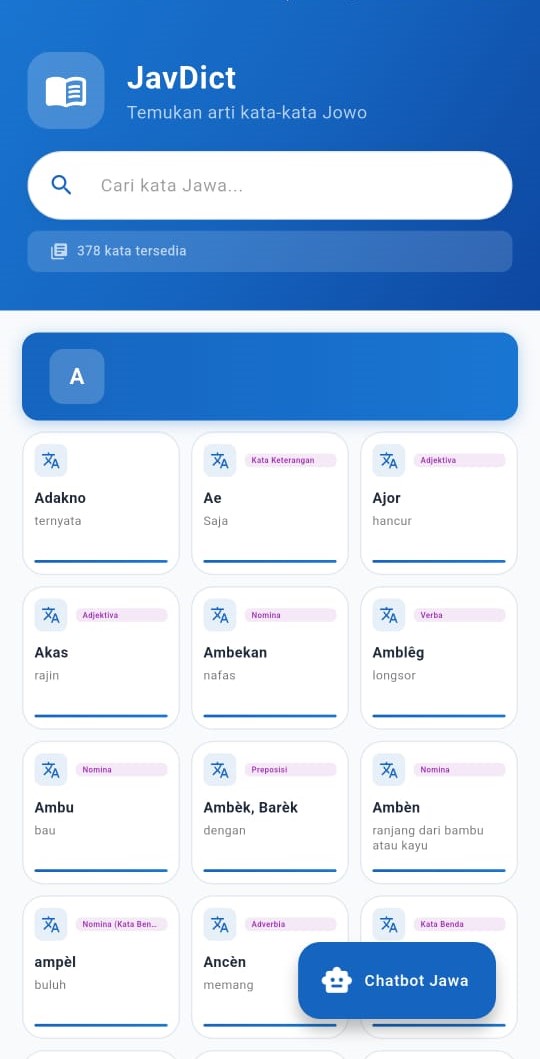 JavDict
Temukan arti kata-kata Jowo
Cari kata Jawa...
378 kata tersedia
A
Adakno
ternyata
Kata Keterangan
Ae
Saja
Adjektiva
Ajor
hancur
Adjektiva
Akas
rajin
Nomina
Ambekan
nafas
Verba
Amblêg
longsor
Nomina
Ambu
bau
Preposisi
Ambèk, Barèk
dengan
Nomina
Ambèn
ranjang dari bambu
atau kayu
Nomina (Kata Ben...
ampèl
buluh
Adverbia
Ancèn
memang
Kata Benda
Chatbot Jawa